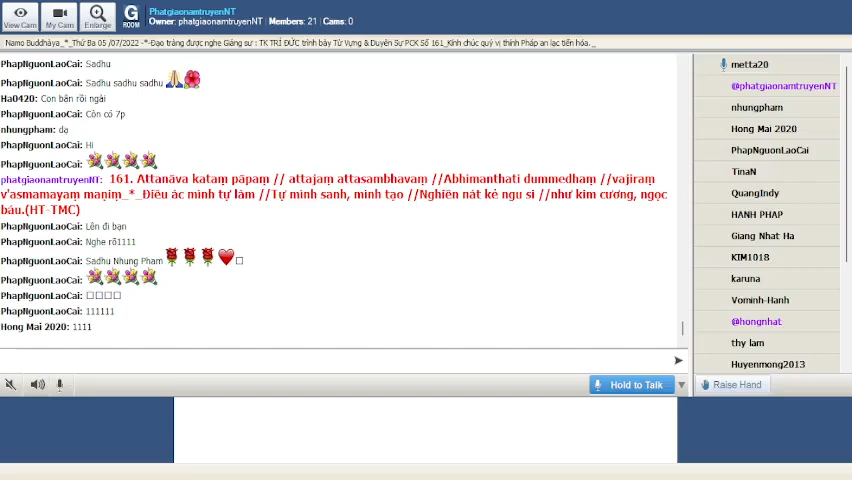 PhatgiaonamtruyenNT
Owner: phatgiaonamtruyenNT | Members: 21 | Cams: 0
View Cam
My Cam
Enlarge
G
ROOM
Namo Buddhàya_*_Thứ Ba 05 /07/2022 -*-Đạo tràng được nghe Giảng sư : TK TRÍ ĐỨC trình bày Từ Vựng & Duyên Sự PCK Số 161_Kính chúc quý vị thính Pháp an lạc tiến hóa. _
PhapNguonLaoCai: Sadhu
PhapNguonLaoCai: Sadhu sadhu sadhu
Ha0420: Con bận rồi ngài
PhapNguonLaoCai: Còn có 7p
nhungpham: dạ
PhapNguonLaoCai: Hi
PhapNguonLaoCai:
phatgiaonamtruyenNT: 161. Attanāva kataṃ pāpaṃ // attajaṃ attasambhavaṃ //Abhimanthati dummedhaṃ //vajiraṃ
v'asmamayaṃ maṇiṃ_*_Điều ác mình tự làm //Tự mình sanh, mình tạo //Nghiền nát kẻ ngu si //như kim cương, ngọc
báu.(HT-TMC)
PhapNguonLaoCai: Lên đi bạn
PhapNguonLaoCai: Nghe rõ1111
PhapNguonLaoCai: Sadhu Nhung Pham
PhapNguonLaoCai:
PhapNguonLaoCai:
PhapNguonLaoCai: 111111
Hong Mai 2020: 1111
metta20
@phatgiaonamtruyenNT
nhungpham
Hong Mai 2020
PhapNguonLaoCai
TinaN
QuangIndy
HANH PHAP
Giang Nhat Ha
KIM1018
karuna
Vominh-Hanh
@hongnhat
thy lam
Huyenmong2013
Hold to Talk
Raise Hand